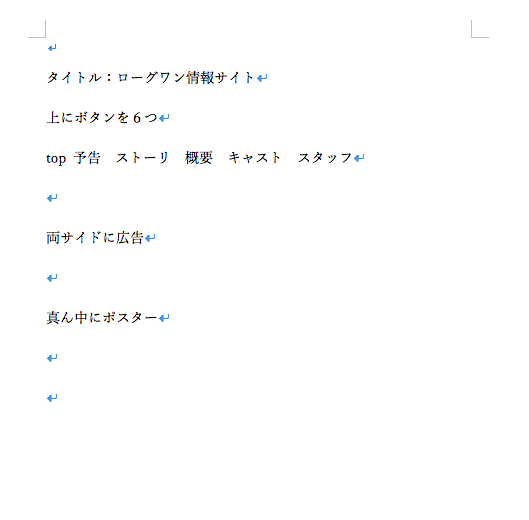 タイトル：ローグワン情報サイト
上にボタンを６つ
top 予告　ストーリ　概要　キャスト　スタッフ
両サイドに広告
真ん中にポスター